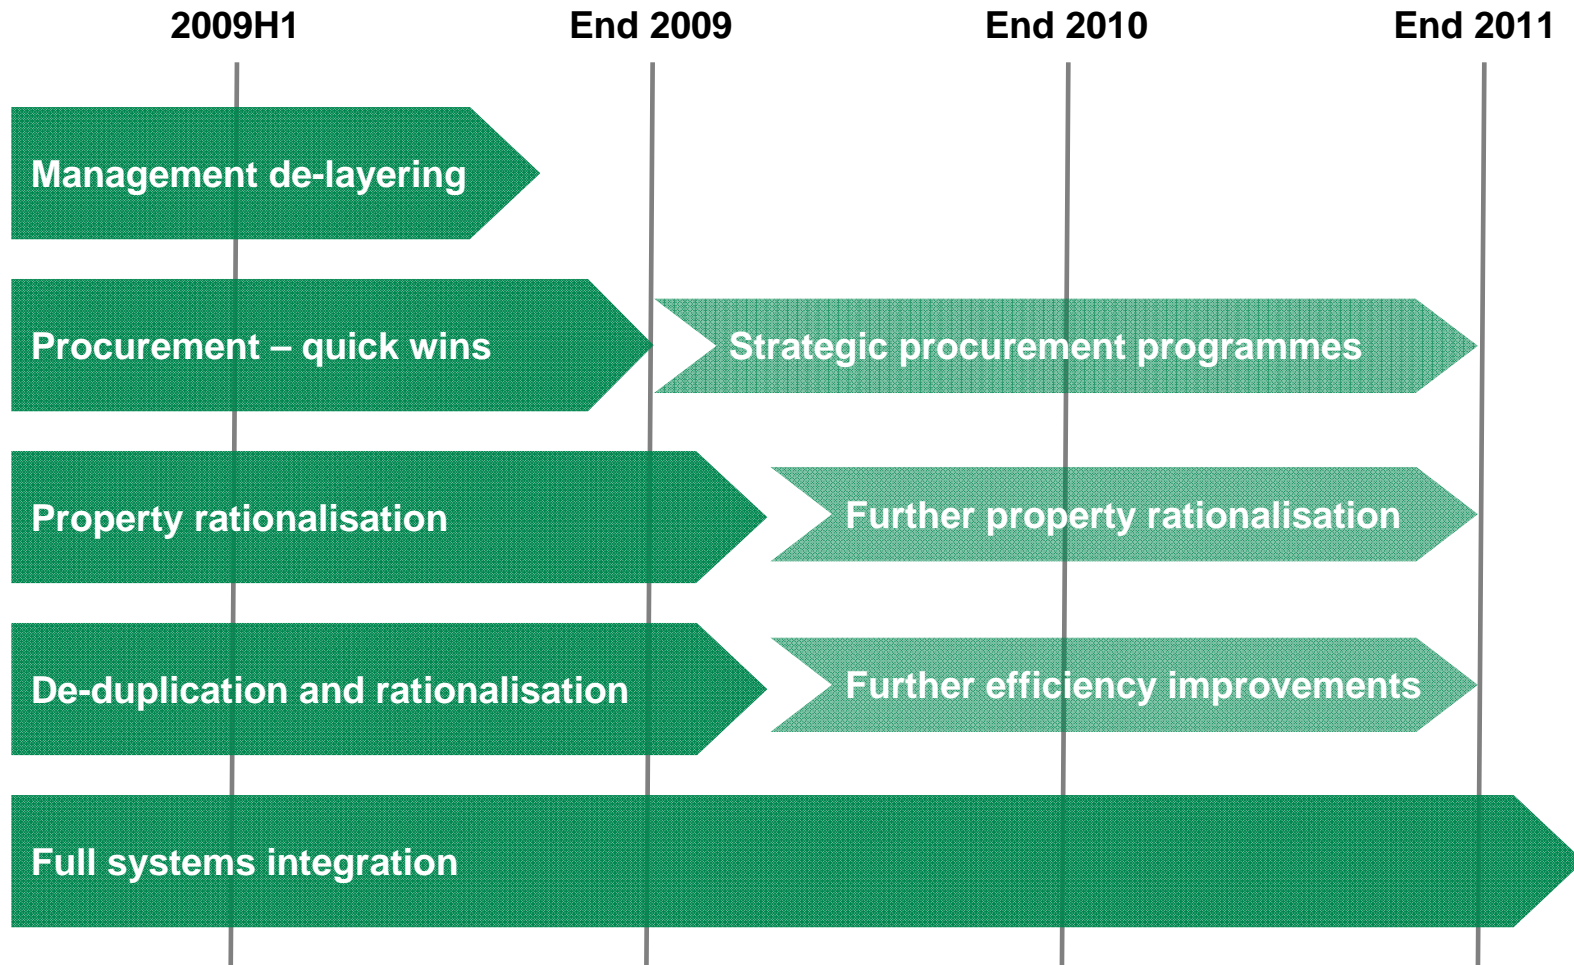 2009H1 End 2009 End 2010 End 2011
Management de-layering
Procurement – quick wins Strategic procurement programmes
Property rationalisation Further property rationalisation
De-duplication and rationalisation Further efficiency improvements
Full systems integration